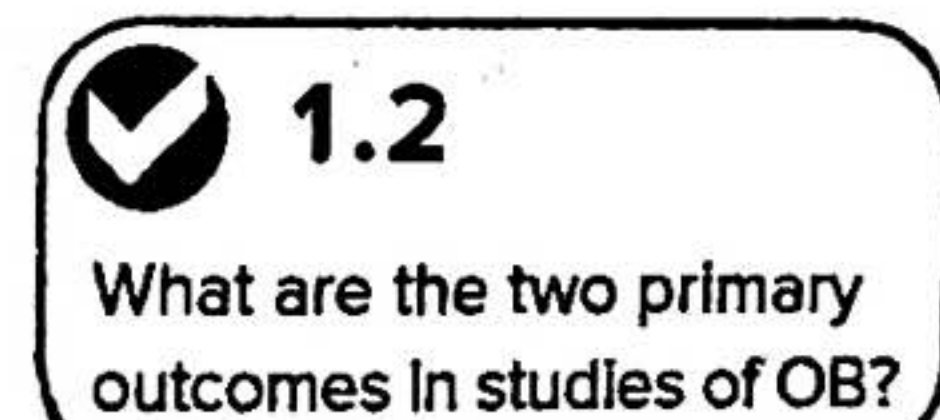 1.2
What are the two primary
outcomes in studies of OB?